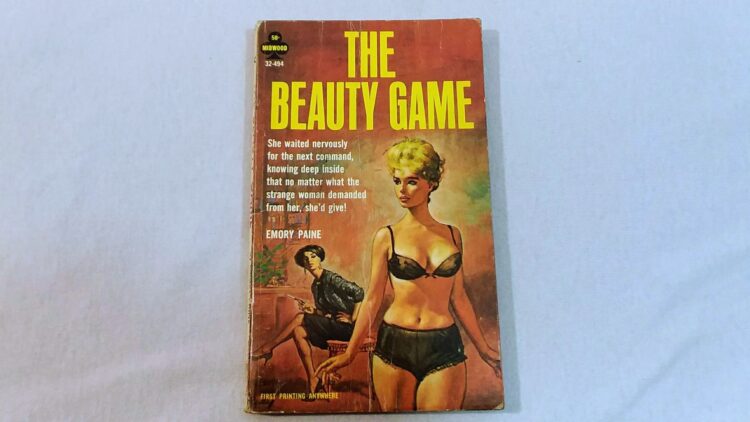 50¢
MIDWOOD
32-494
THE
BEAUTY GAME
She waited nervously
for the next command,
knowing deep inside
that no matter what the
strange woman demanded
from her, she'd give!
EMORY PAINE
FIRST PRINTING ANYWHERE